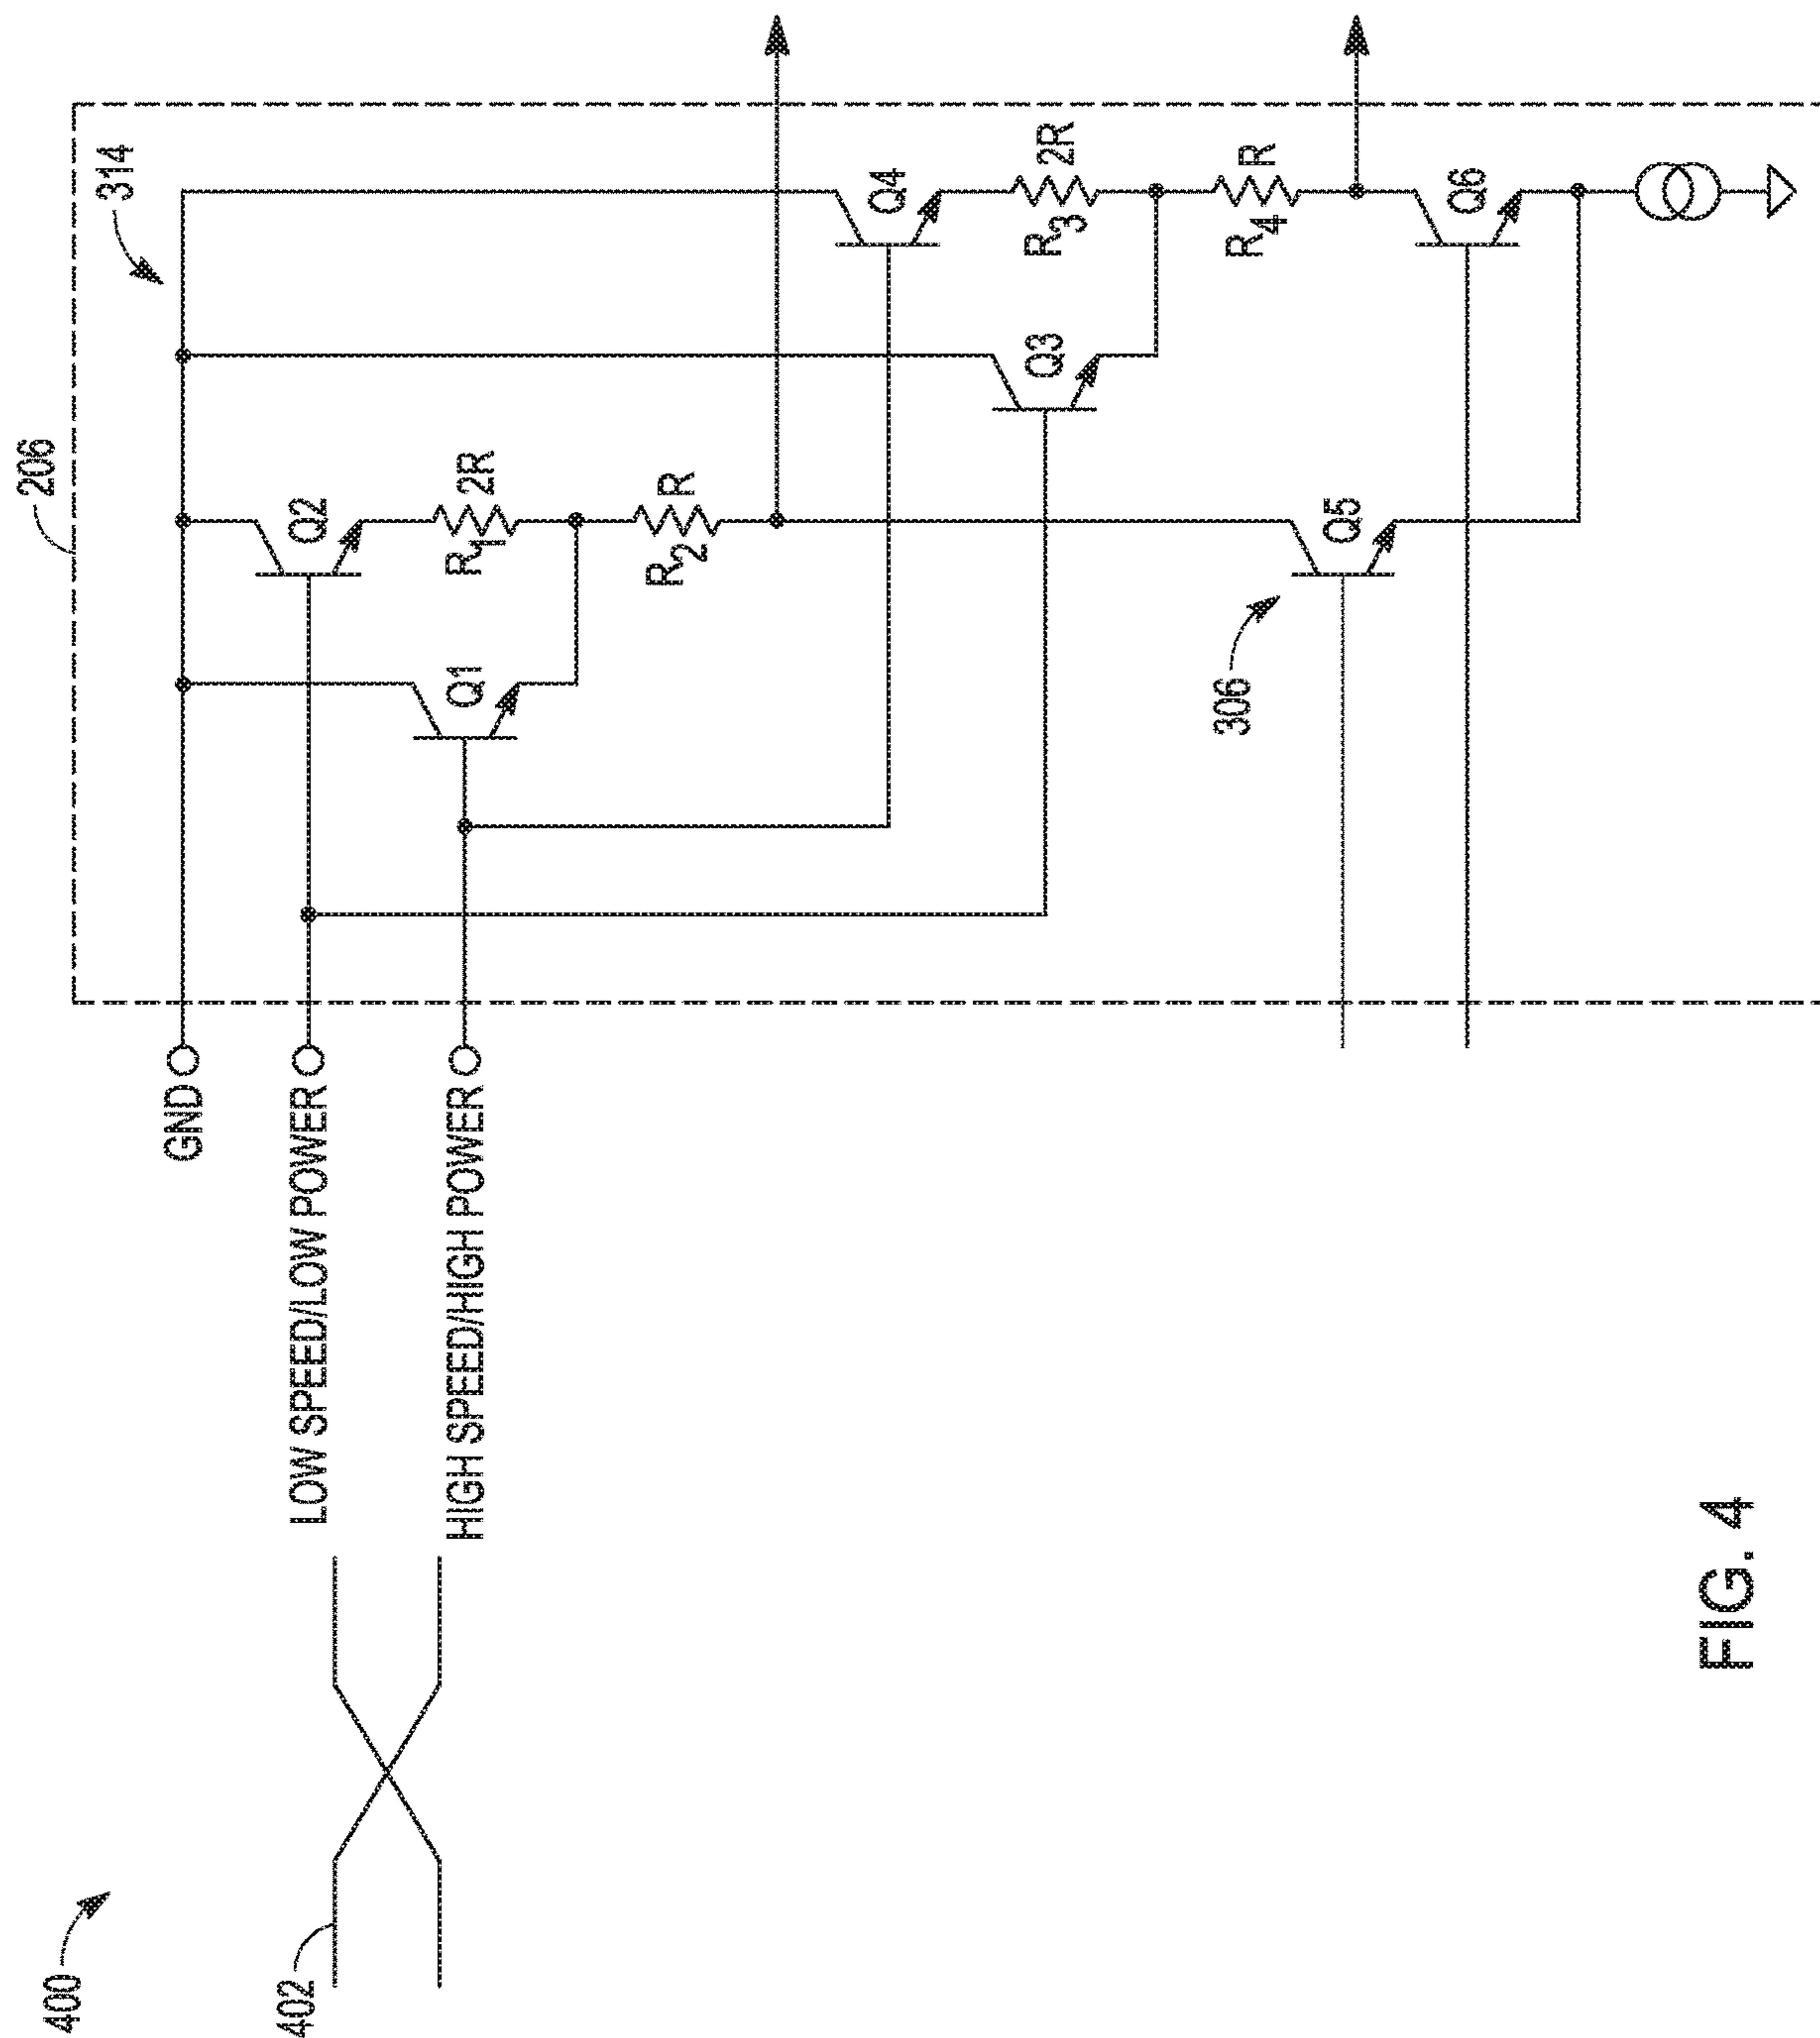 400
402
206
314
GND
LOW SPEED/LOW POWER
HIGH SPEED/HIGH POWER
Q2
R1 2R
Q1
R2 R
Q4
R3 2R
Q3
R4 R
306
Q5
Q6
FIG. 4